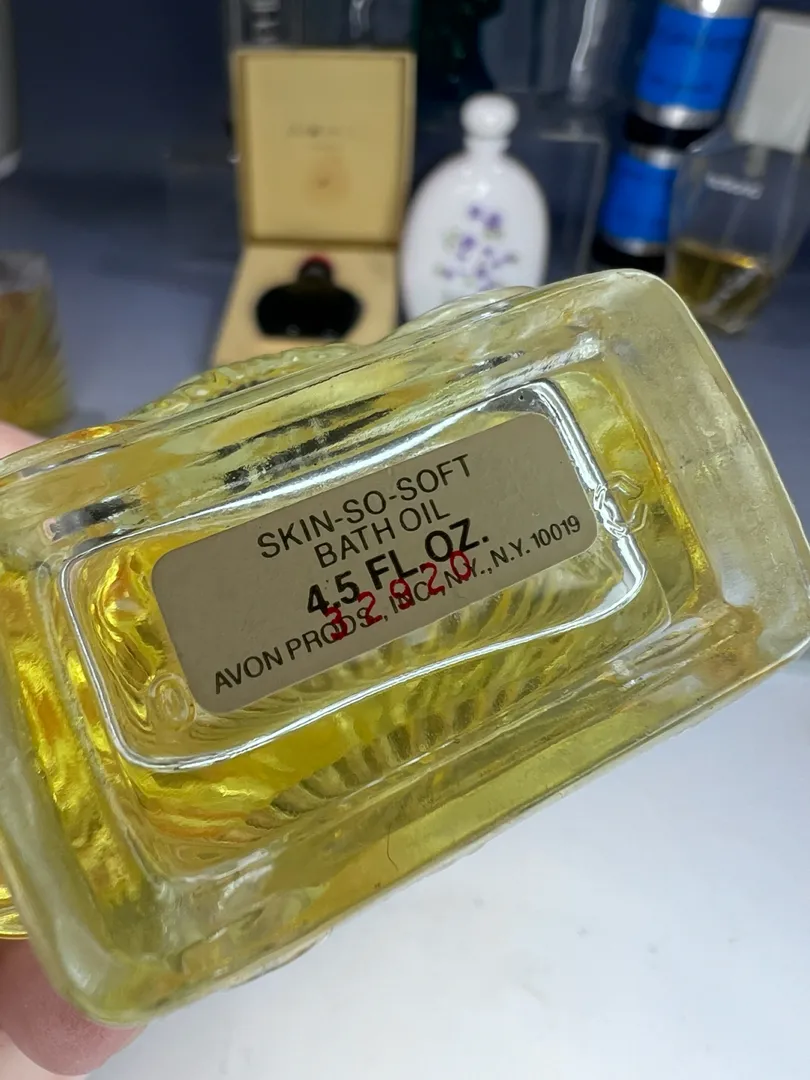 SKIN-SO-SOFT
BATH OIL
4.5 FL. OZ.
32820
AVON PRODS., INC., N.Y., N.Y. 10019